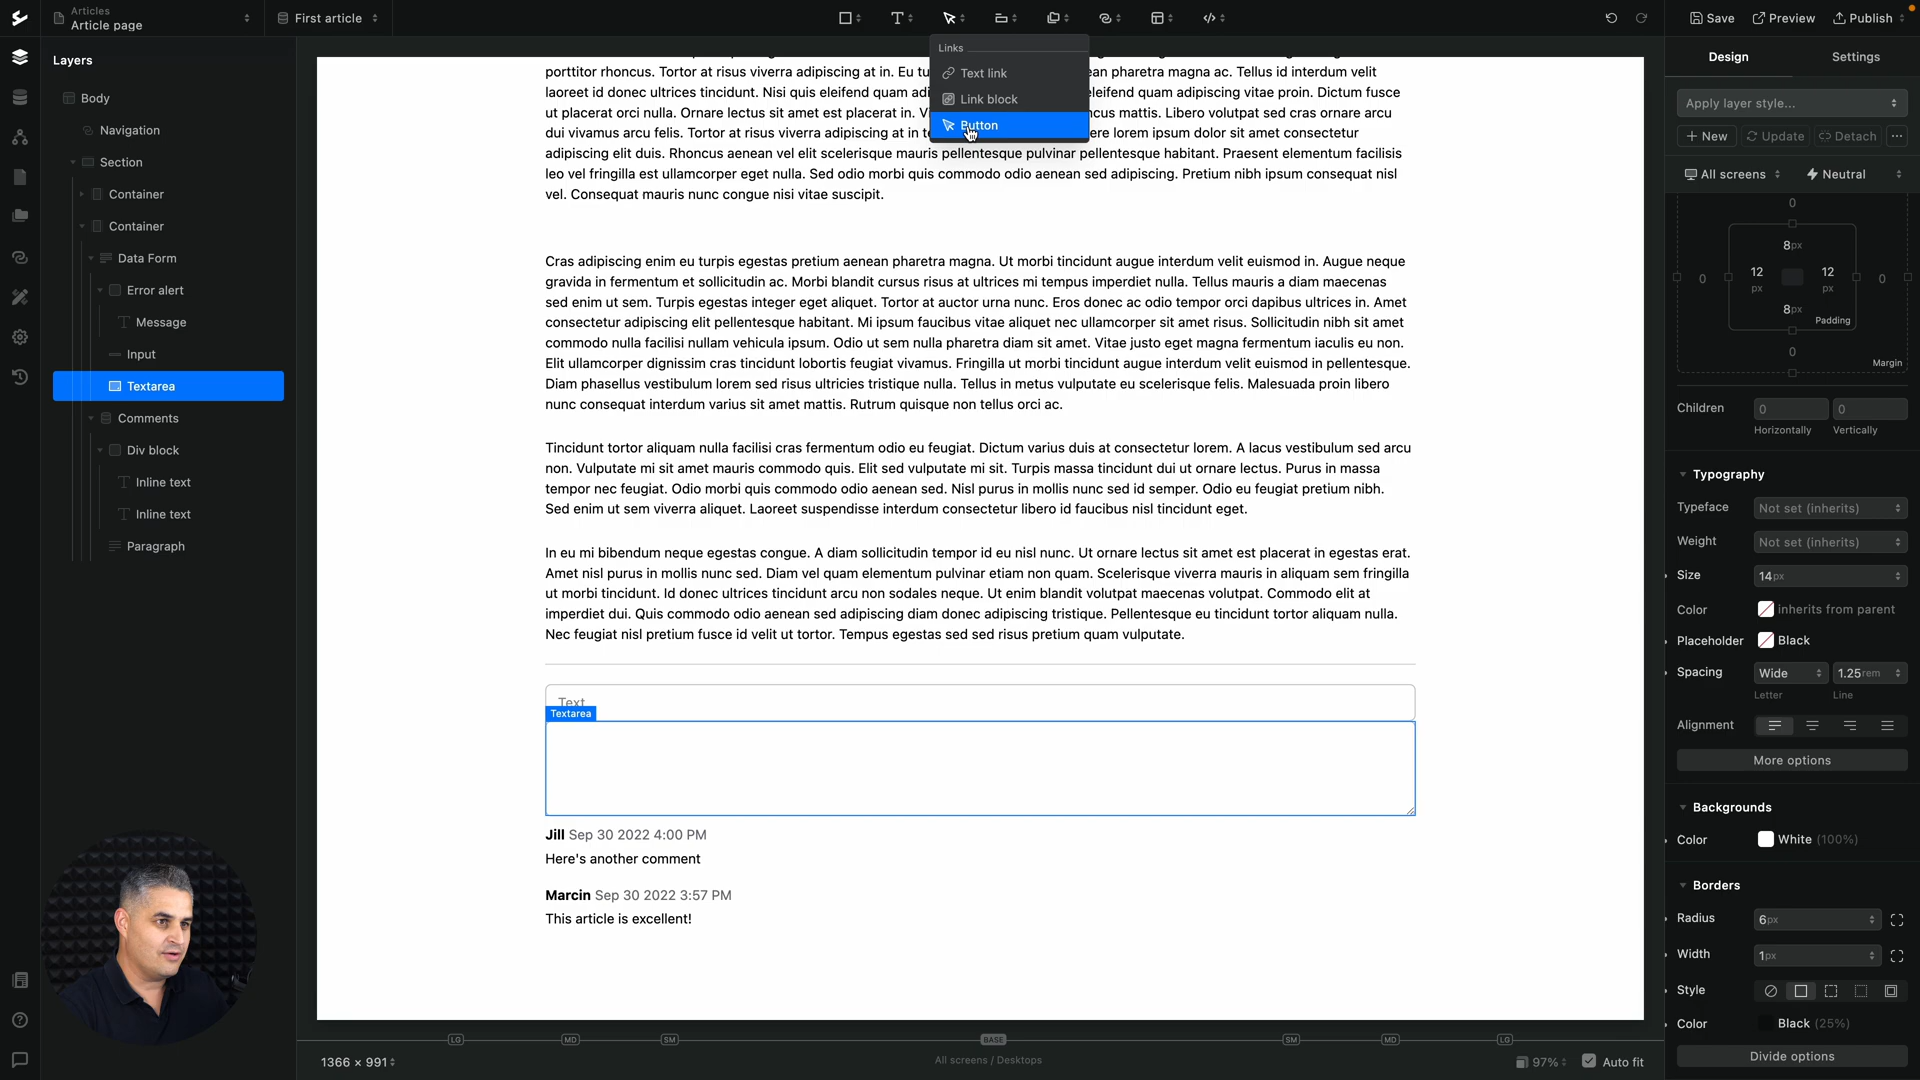 Articles
Article page
First article
Save
Preview
Publish
Layers
Body
Navigation
Section
Container
Container
Data Form
Error alert
Message
Input
Textarea
Comments
Div block
Inline text
Inline text
Paragraph
Links
Text link
Link block
Button
porttitor rhoncus. Tortor at risus viverra adipiscing at in. Eu tu
ean pharetra magna ac. Tellus id interdum velit
laoreet id donec ultrices tincidunt. Nisi quis eleifend quam adi
eleifend quam adipiscing vitae proin. Dictum fusce
ut placerat orci nulla. Ornare lectus sit amet est placerat in. Vi
cus mattis. Libero volutpat sed cras ornare arcu
dui vivamus arcu felis. Tortor at risus viverra adipiscing at in te
ere lorem ipsum dolor sit amet consectetur
adipiscing elit duis. Rhoncus aenean vel elit scelerisque mauris pellentesque pulvinar pellentesque habitant. Praesent elementum facilisis
leo vel fringilla est ullamcorper eget nulla. Sed odio morbi quis commodo odio aenean sed adipiscing. Pretium nibh ipsum consequat nisl
vel. Consequat mauris nunc congue nisi vitae suscipit.
Cras adipiscing enim eu turpis egestas pretium aenean pharetra magna. Ut morbi tincidunt augue interdum velit euismod in. Augue neque
gravida in fermentum et sollicitudin ac. Morbi blandit cursus risus at ultrices mi tempus imperdiet nulla. Tellus mauris a diam maecenas
sed enim ut sem. Turpis egestas integer eget aliquet. Tortor at auctor urna nunc. Eros donec ac odio tempor orci dapibus ultrices in. Amet
consectetur adipiscing elit pellentesque habitant. Mi ipsum faucibus vitae aliquet nec ullamcorper sit amet risus. Sollicitudin nibh sit amet
commodo nulla facilisi nullam vehicula ipsum. Odio ut sem nulla pharetra diam sit amet. Vitae justo eget magna fermentum iaculis eu non.
Elit ullamcorper dignissim cras tincidunt lobortis feugiat vivamus. Fringilla ut morbi tincidunt augue interdum velit euismod in pellentesque.
Diam phasellus vestibulum lorem sed risus ultricies tristique nulla. Tellus in metus vulputate eu scelerisque felis. Malesuada proin libero
nunc consequat interdum varius sit amet mattis. Rutrum quisque non tellus orci ac.
Tincidunt tortor aliquam nulla facilisi cras fermentum odio eu feugiat. Dictum varius duis at consectetur lorem. A lacus vestibulum sed arcu
non. Vulputate mi sit amet mauris commodo quis. Elit sed vulputate mi sit. Turpis massa tincidunt dui ut ornare lectus. Purus in massa
tempor nec feugiat. Odio morbi quis commodo odio aenean sed. Nisl purus in mollis nunc sed id semper. Odio eu feugiat pretium nibh.
Sed enim ut sem viverra aliquet. Laoreet suspendisse interdum consectetur libero id faucibus nisl tincidunt eget.
In eu mi bibendum neque egestas congue. A diam sollicitudin tempor id eu nisl nunc. Ut ornare lectus sit amet est placerat in egestas erat.
Amet nisl purus in mollis nunc sed. Diam vel quam elementum pulvinar etiam non quam. Scelerisque viverra mauris in aliquam sem fringilla
ut morbi tincidunt. Id donec ultrices tincidunt arcu non sodales neque. Ut enim blandit volutpat maecenas volutpat. Commodo elit at
imperdiet dui. Quis commodo odio aenean sed adipiscing diam donec adipiscing tristique. Pellentesque eu tincidunt tortor aliquam nulla.
Nec feugiat nisl pretium fusce id velit ut tortor. Tempus egestas sed sed risus pretium quam vulputate.
Text
Textarea
Jill Sep 30 2022 4:00 PM
Here's another comment
Marcin Sep 30 2022 3:57 PM
This article is excellent!
LG MD SM BASE SM MD LG
1366 × 991
All screens / Desktops
97%
Auto fit
Design
Settings
Apply layer style...
New
Update
Detach
All screens
Neutral
0
8px
0
12 px
12 px
0
8px
Padding
0
Margin
Children 0 0
Horizontally Vertically
Typography
Typeface Not set (inherits)
Weight Not set (inherits)
Size 14px
Color inherits from parent
Placeholder Black
Spacing Wide 1.25rem
Letter Line
Alignment
More options
Backgrounds
Color White (100%)
Borders
Radius 6px
Width 1px
Style
Color Black (25%)
Divide options